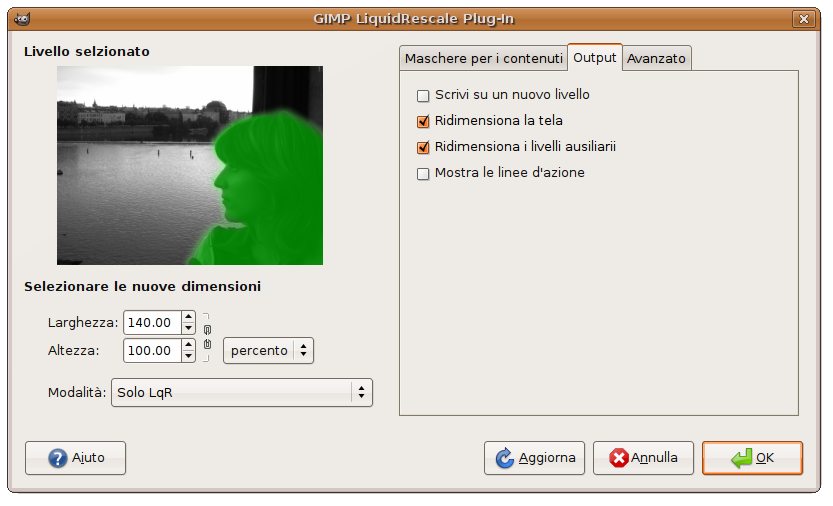 GIMP LiquidRescale Plug-In
Livello selzionato
Maschere per i contenuti Output Avanzato
Scrivi su un nuovo livello
Ridimensiona la tela
Ridimensiona i livelli ausiliarii
Mostra le linee d'azione
Selezionare le nuove dimensioni
Larghezza: 140.00
Altezza: 100.00 percento
Modalità: Solo LqR
Aiuto Aggiorna Annulla OK